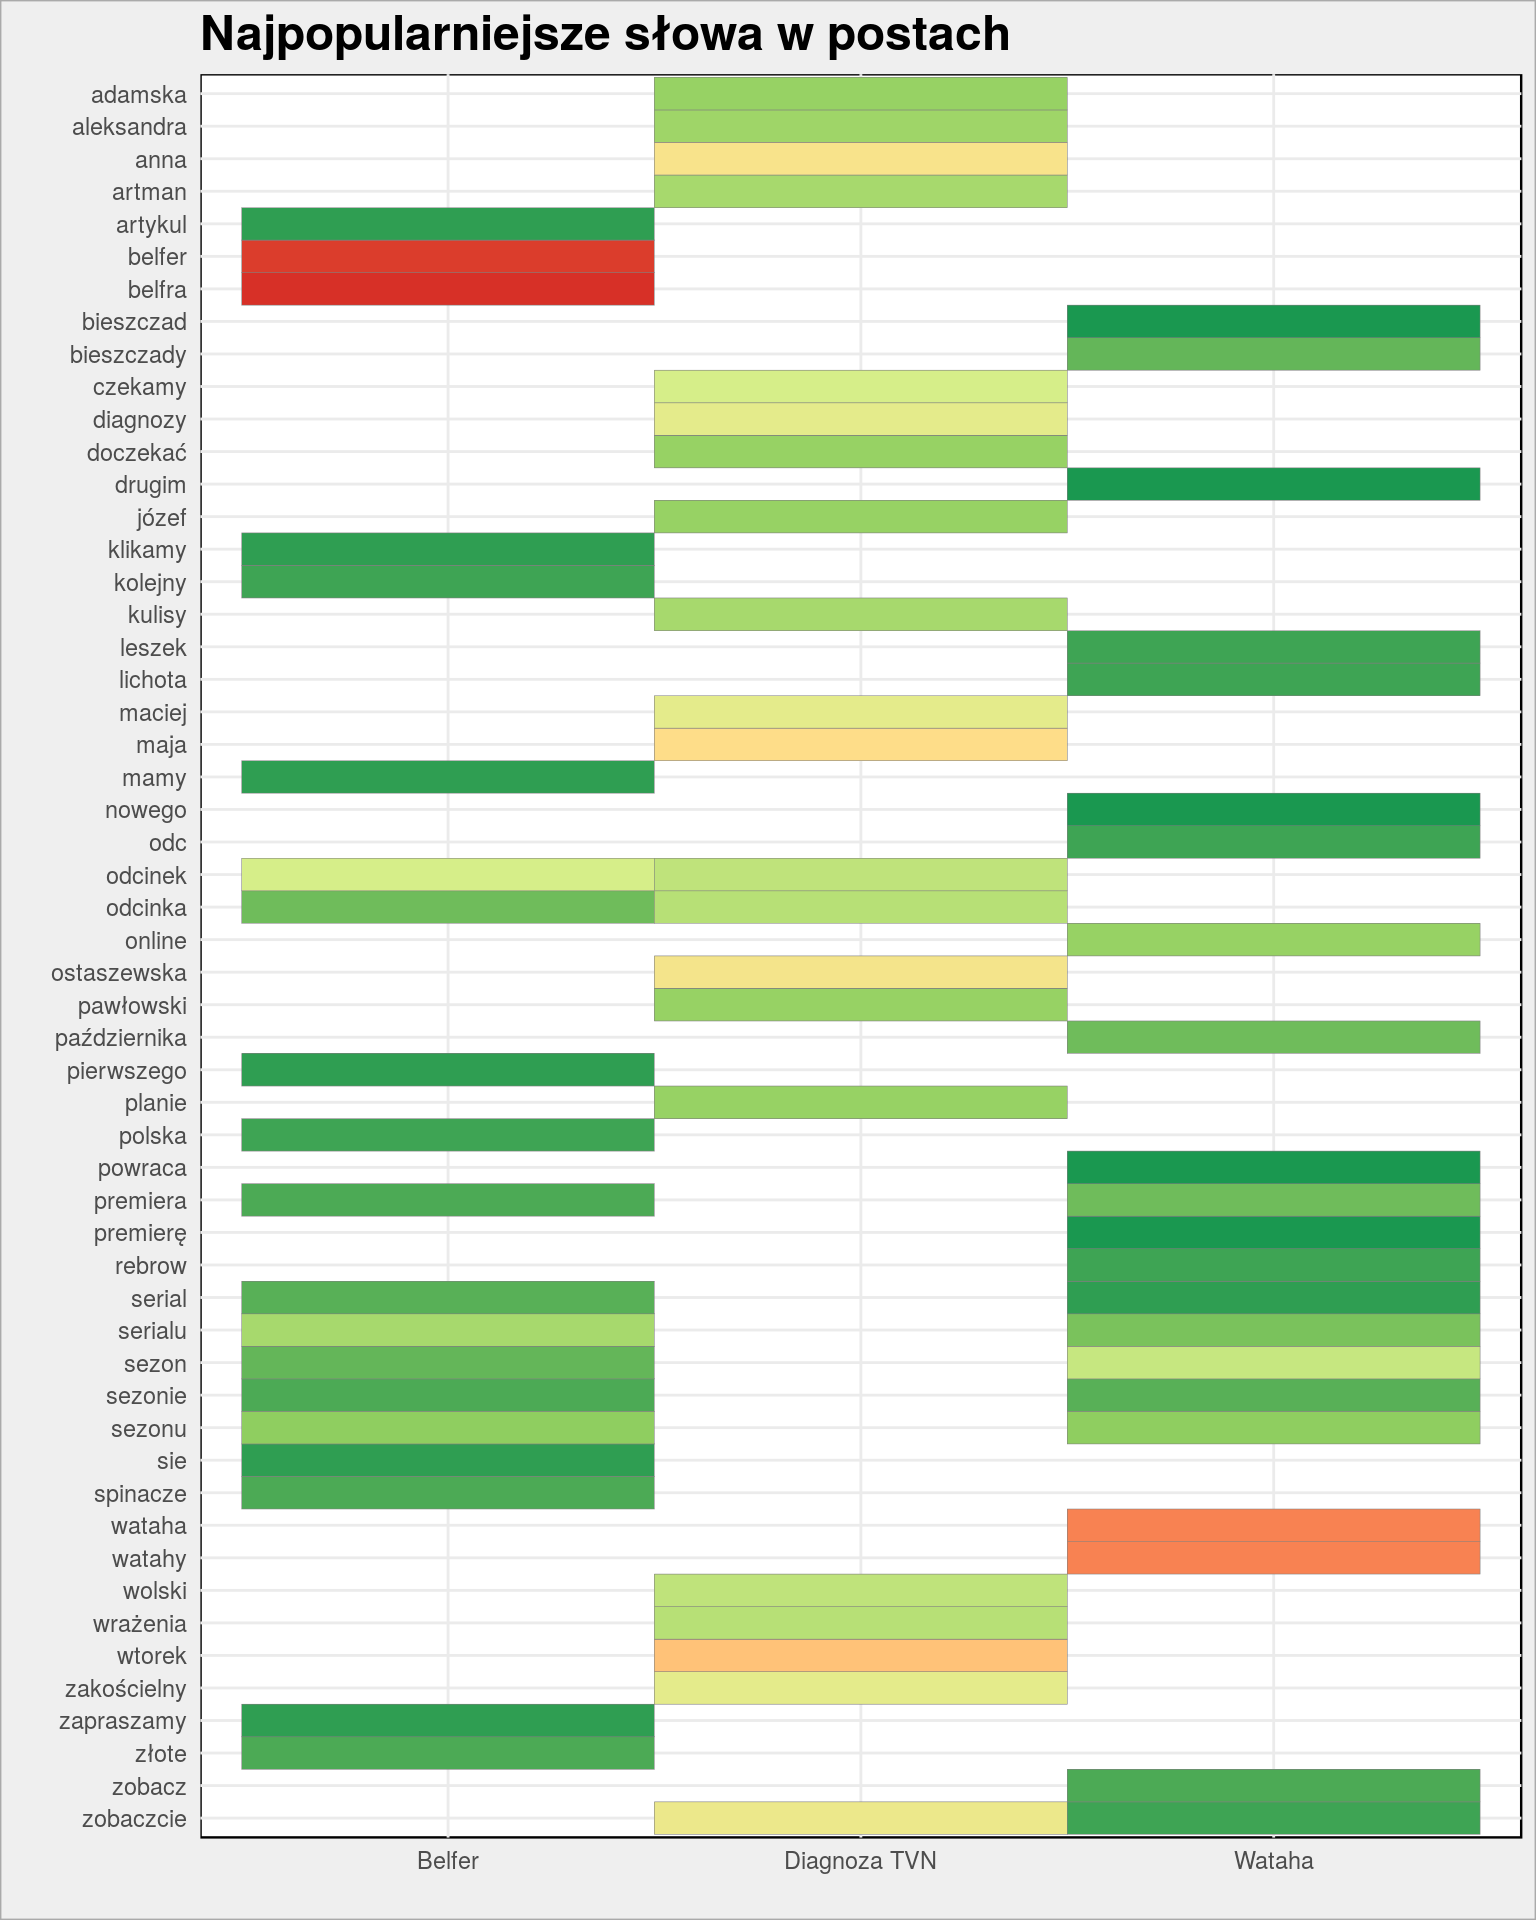 Najpopularniejsze słowa w postach
adamska
aleksandra
anna
artman
artykul
belfer
belfra
bieszczad
bieszczady
czekamy
diagnozy
doczekać
drugim
józef
klikamy
kolejny
kulisy
leszek
lichota
maciej
maja
mamy
nowego
odc
odcinek
odcinka
online
ostaszewska
pawłowski
października
pierwszego
planie
polska
powraca
premiera
premierę
rebrow
serial
serialu
sezon
sezonie
sezonu
sie
spinacze
wataha
watahy
wolski
wrażenia
wtorek
zakościelny
zapraszamy
złote
zobacz
zobaczcie
Belfer Diagnoza TVN Wataha